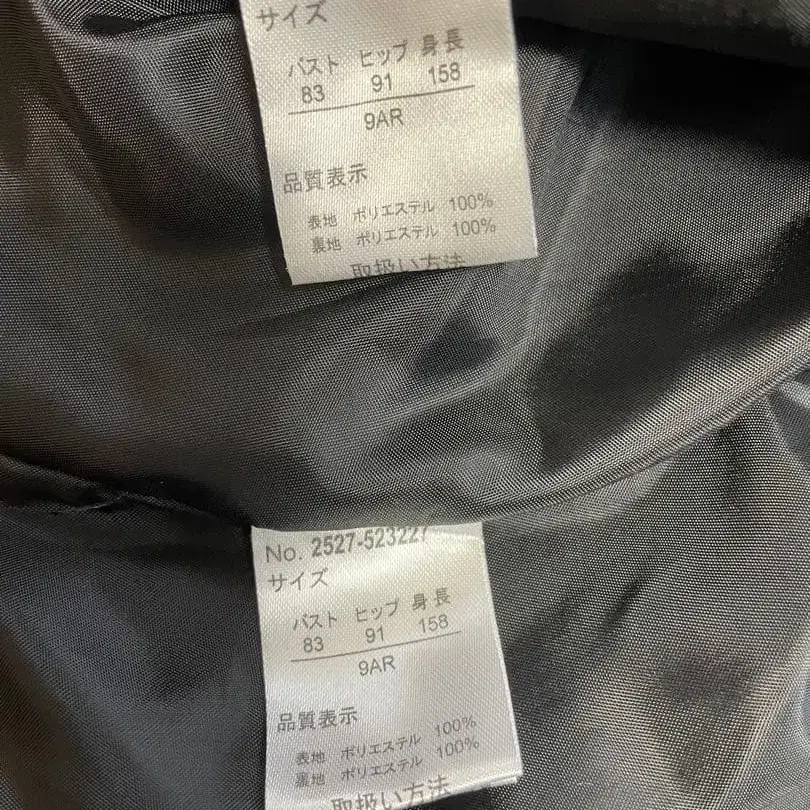 サイズ
バスト ヒップ 身長
83 91 158
9AR
品質表示
表地 ポリエステル 100%
裏地 ポリエステル 100%
取扱い方法
No. 2527-523227
サイズ
バスト ヒップ 身長
83 91 158
9AR
品質表示
表地 ポリエステル 100%
裏地 ポリエステル 100%
取扱い方法